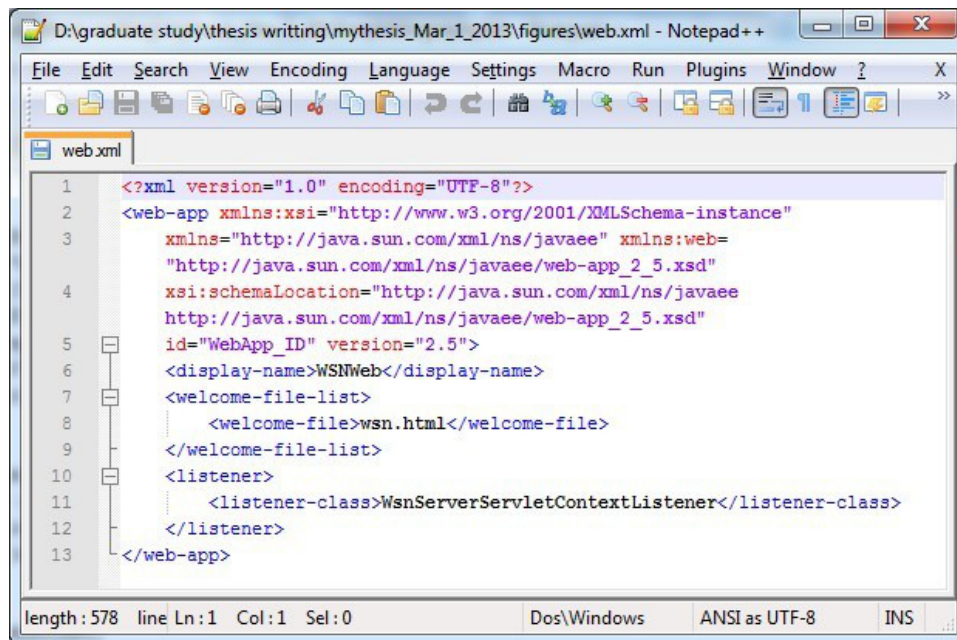 D:\graduate study\thesis writting\mythesis_Mar_1_2013\figures\web.xml - Notepad++
File Edit Search View Encoding Language Settings Macro Run Plugins Window ? X
web.xml
1 <?xml version="1.0" encoding="UTF-8"?>
2 <web-app xmlns:xsi="http://www.w3.org/2001/XMLSchema-instance"
3 xmlns="http://java.sun.com/xml/ns/javaee" xmlns:web=
"http://java.sun.com/xml/ns/javaee/web-app_2_5.xsd"
4 xsi:schemaLocation="http://java.sun.com/xml/ns/javaee
http://java.sun.com/xml/ns/javaee/web-app_2_5.xsd"
5 id="WebApp_ID" version="2.5">
6 <display-name>WSNWeb</display-name>
7 <welcome-file-list>
8 <welcome-file>wsn.html</welcome-file>
9 </welcome-file-list>
10 <listener>
11 <listener-class>WsnServerServletContextListener</listener-class>
12 </listener>
13 </web-app>
length : 578 line Ln : 1 Col : 1 Sel : 0 Dos\Windows ANSI as UTF-8 INS